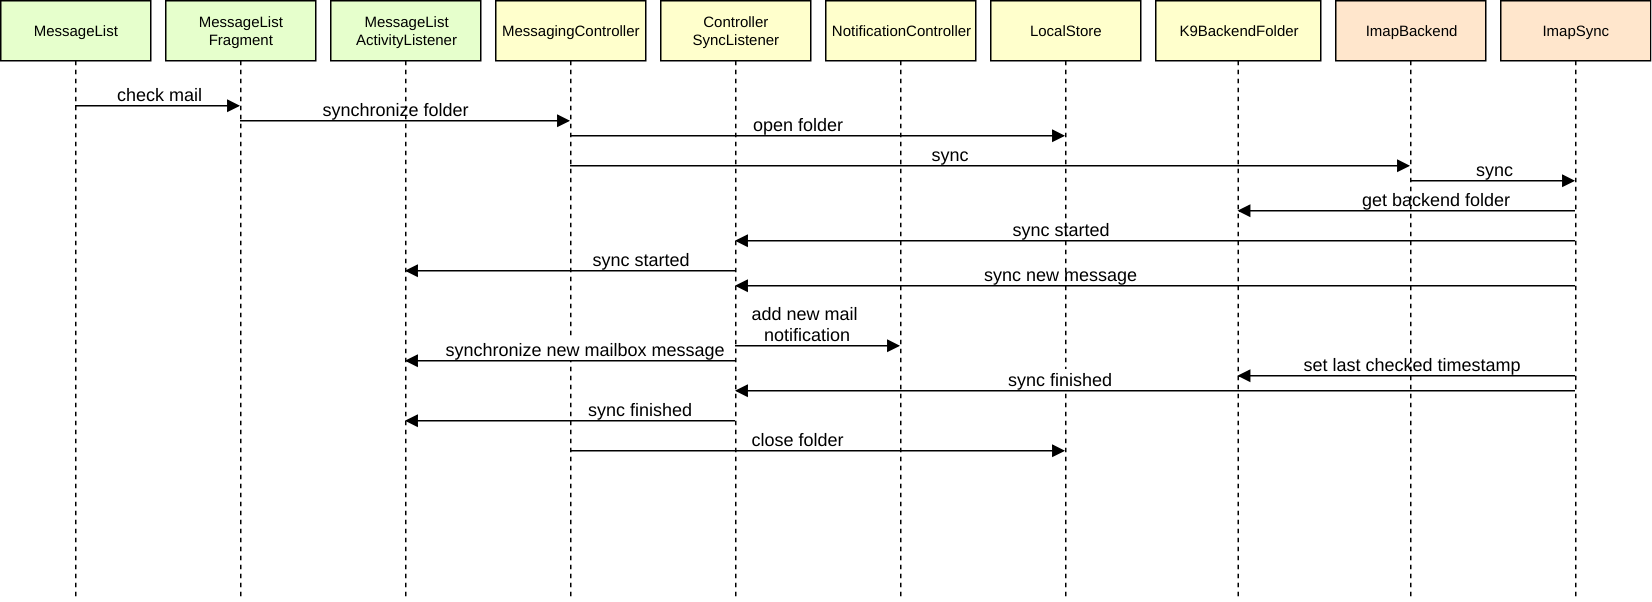 MessageList
MessageList
Fragment
MessageList
ActivityListener
MessagingController
Controller
SyncListener
NotificationController
LocalStore
K9BackendFolder
ImapBackend
ImapSync
check mail
synchronize folder
open folder
sync
sync
get backend folder
sync started
sync started
sync new message
add new mail
notification
synchronize new mailbox message
set last checked timestamp
sync finished
sync finished
close folder